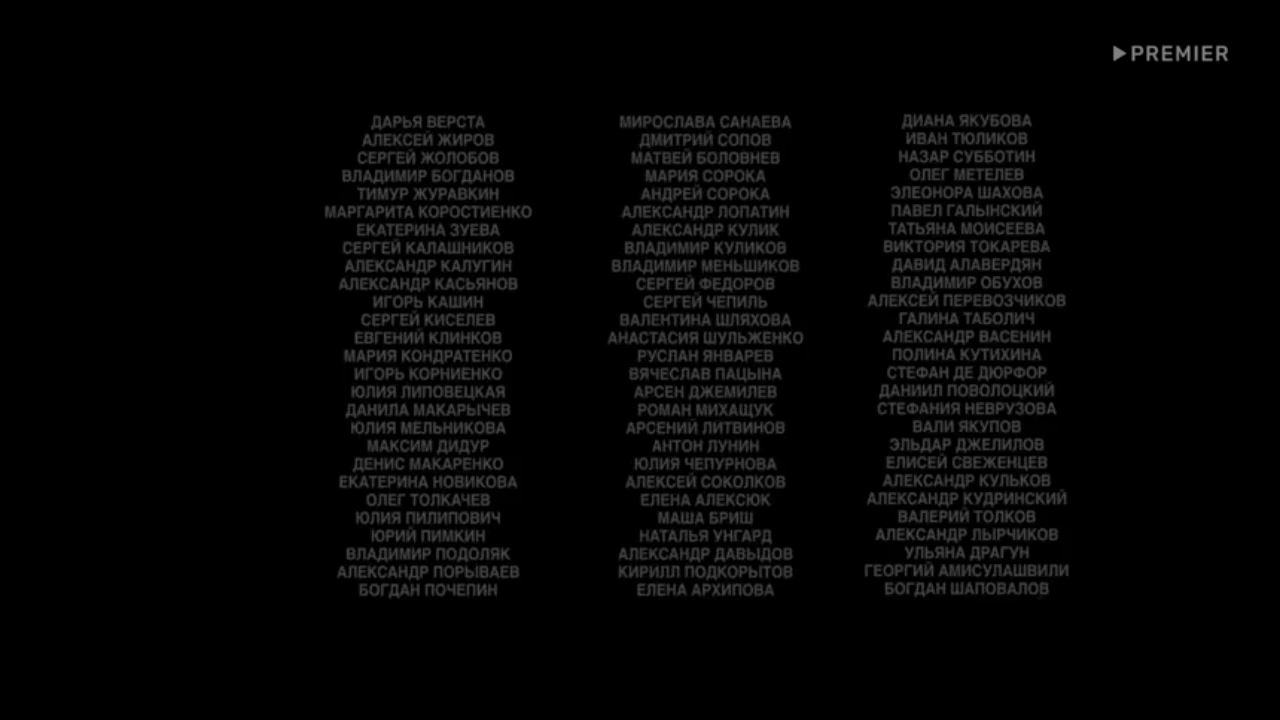 PREMIER
ДАРЬЯ ВЕРСТА
АЛЕКСЕЙ ЖИРОВ
СЕРГЕЙ ЖОЛОБОВ
ВЛАДИМИР БОГДАНОВ
ТИМУР ЖУРАВКИН
МАРГАРИТА КОРОСТИЕНКО
ЕКАТЕРИНА ЗУЕВА
СЕРГЕЙ КАЛАШНИКОВ
АЛЕКСАНДР КАЛУГИН
АЛЕКСАНДР КАСЬЯНОВ
ИГОРЬ КАШИН
СЕРГЕЙ КИСЕЛЕВ
ЕВГЕНИЙ КЛИНКОВ
МАРИЯ КОНДРАТЕНКО
ИГОРЬ КОРНИЕНКО
ЮЛИЯ ЛИПОВЕЦКАЯ
ДАНИЛА МАКАРЫЧЕВ
ЮЛИЯ МЕЛЬНИКОВА
МАКСИМ ДИДУР
ДЕНИС МАКАРЕНКО
ЕКАТЕРИНА НОВИКОВА
ОЛЕГ ТОЛКАЧЕВ
ЮЛИЯ ПИЛИПОВИЧ
ЮРИЙ ПИМКИН
ВЛАДИМИР ПОДОЛЯК
АЛЕКСАНДР ПОРЫВАЕВ
БОГДАН ПОЧЕПИН
МИРОСЛАВА САНАЕВА
ДМИТРИЙ СОПОВ
МАТВЕЙ БОЛОВНЕВ
МАРИЯ СОРОКА
АНДРЕЙ СОРОКА
АЛЕКСАНДР ЛОПАТИН
АЛЕКСАНДР КУЛИК
ВЛАДИМИР КУЛИКОВ
ВЛАДИМИР МЕНЬШИКОВ
СЕРГЕЙ ФЕДОРОВ
СЕРГЕЙ ЧЕПИЛЬ
ВАЛЕНТИНА ШЛЯХОВА
АНАСТАСИЯ ШУЛЬЖЕНКО
РУСЛАН ЯНВАРЕВ
ВЯЧЕСЛАВ ПАЦЫНА
АРСЕН ДЖЕМИЛЕВ
РОМАН МИХАЩУК
АРСЕНИЙ ЛИТВИНОВ
АНТОН ЛУНИН
ЮЛИЯ ЧЕПУРНОВА
АЛЕКСЕЙ СОКОЛКОВ
ЕЛЕНА АЛЕКСЮК
МАША БРИШ
НАТАЛЬЯ УНГАРД
АЛЕКСАНДР ДАВЫДОВ
КИРИЛЛ ПОДКОРЫТОВ
ЕЛЕНА АРХИПОВА
ДИАНА ЯКУБОВА
ИВАН ТЮЛИКОВ
НАЗАР СУББОТИН
ОЛЕГ МЕТЕЛЕВ
ЭЛЕОНОРА ШАХОВА
ПАВЕЛ ГАЛЫНСКИЙ
ТАТЬЯНА МОИСЕЕВА
ВИКТОРИЯ ТОКАРЕВА
ДАВИД АЛАВЕРДЯН
ВЛАДИМИР ОБУХОВ
АЛЕКСЕЙ ПЕРЕВОЗЧИКОВ
ГАЛИНА ТАБОЛИЧ
АЛЕКСАНДР ВАСЕНИН
ПОЛИНА КУТИХИНА
СТЕФАН ДЕ ДЮРФОР
ДАНИИЛ ПОВОЛОЦКИЙ
СТЕФАНИЯ НЕВРУЗОВА
ВАЛИ ЯКУПОВ
ЭЛЬДАР ДЖЕЛИЛОВ
ЕЛИСЕЙ СВЕЖЕНЦЕВ
АЛЕКСАНДР КУЛЬКОВ
АЛЕКСАНДР КУДРИНСКИЙ
ВАЛЕРИЙ ТОЛКОВ
АЛЕКСАНДР ЛЫРЧИКОВ
УЛЬЯНА ДРАГУН
ГЕОРГИЙ АМИСУЛАШВИЛИ
БОГДАН ШАПОВАЛОВ